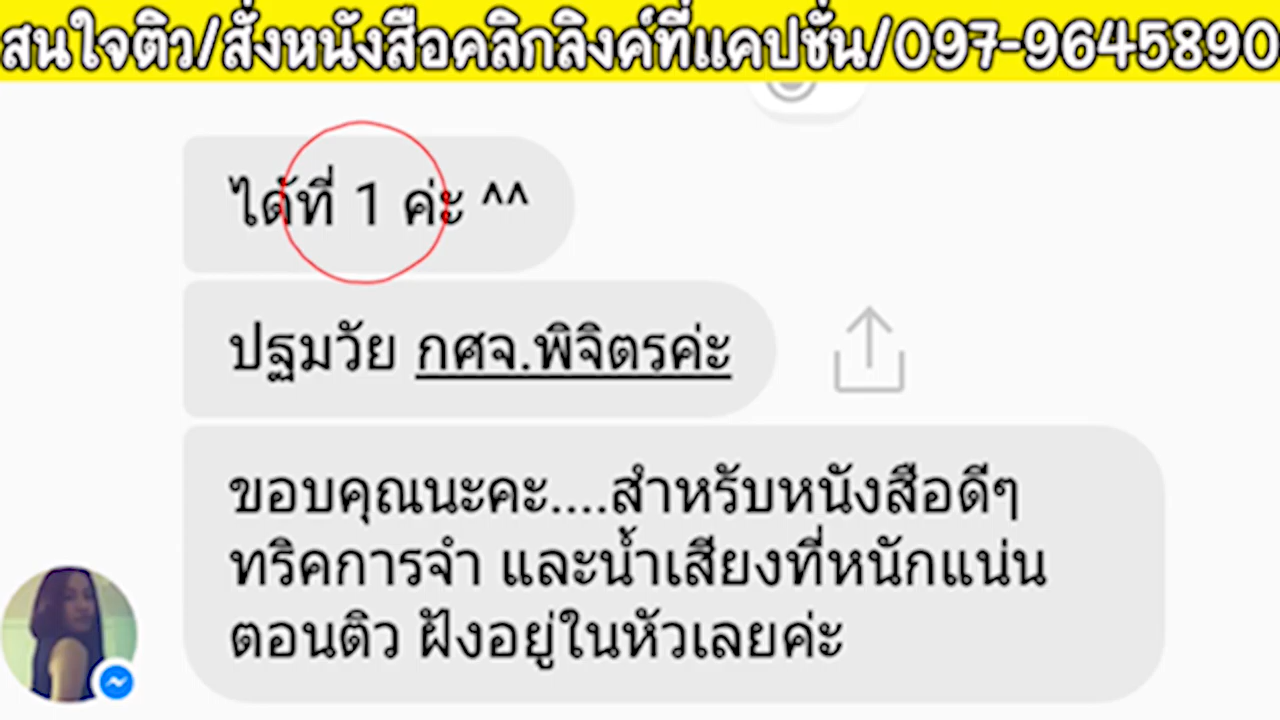 สนใจติว/สั่งหนังสือคลิกลิงค์ที่แคปชั่น/097-9645890
ได้ที่ 1 ค่ะ ^^
ปฐมวัย กศจ.พิจิตรค่ะ
ขอบคุณนะคะ....สำหรับหนังสือดีๆ
ทริคการจำ และน้ำเสียงที่หนักแน่น
ตอนติว ฝังอยู่ในหัวเลยค่ะ